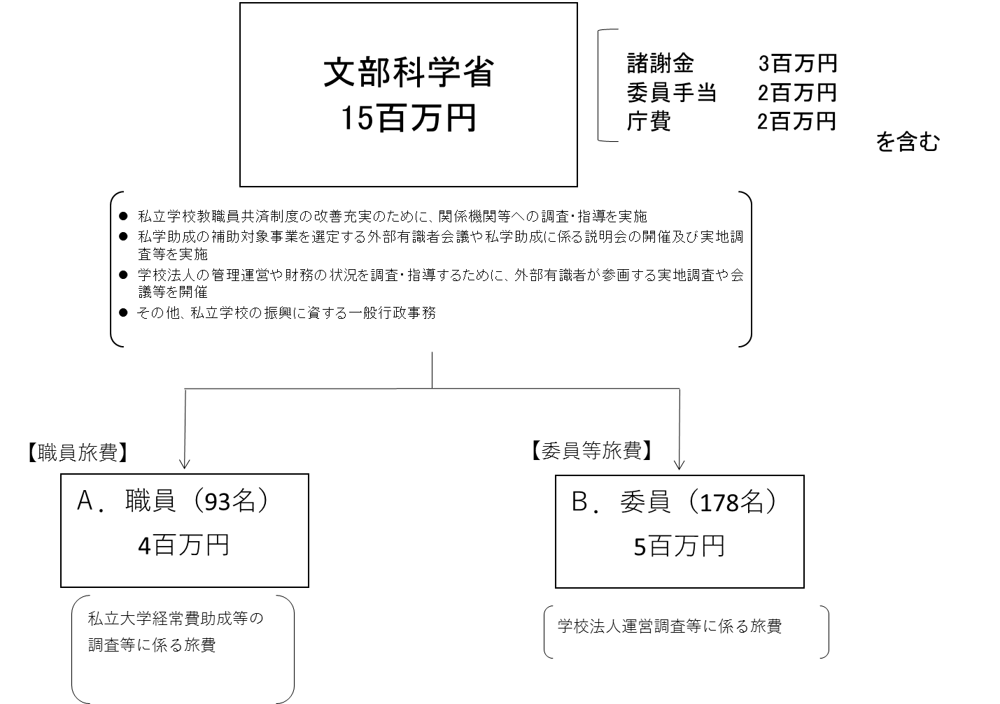 文部科学省
15百万円
諸謝金 3百万円
委員手当 2百万円
庁費 2百万円
を含む
● 私立学校教職員共済制度の改善充実のために、関係機関等への調査・指導を実施
● 私学助成の補助対象事業を選定する外部有識者会議や私学助成に係る説明会の開催及び実地調
査等を実施
● 学校法人の管理運営や財務の状況を調査・指導するために、外部有識者が参画する実地調査や会
議等を開催
● その他、私立学校の振興に資する一般行政事務
【職員旅費】
A．職員（93名）
4百万円
私立大学経常費助成等の
調査等に係る旅費
【委員等旅費】
B．委員（178名）
5百万円
学校法人運営調査等に係る旅費